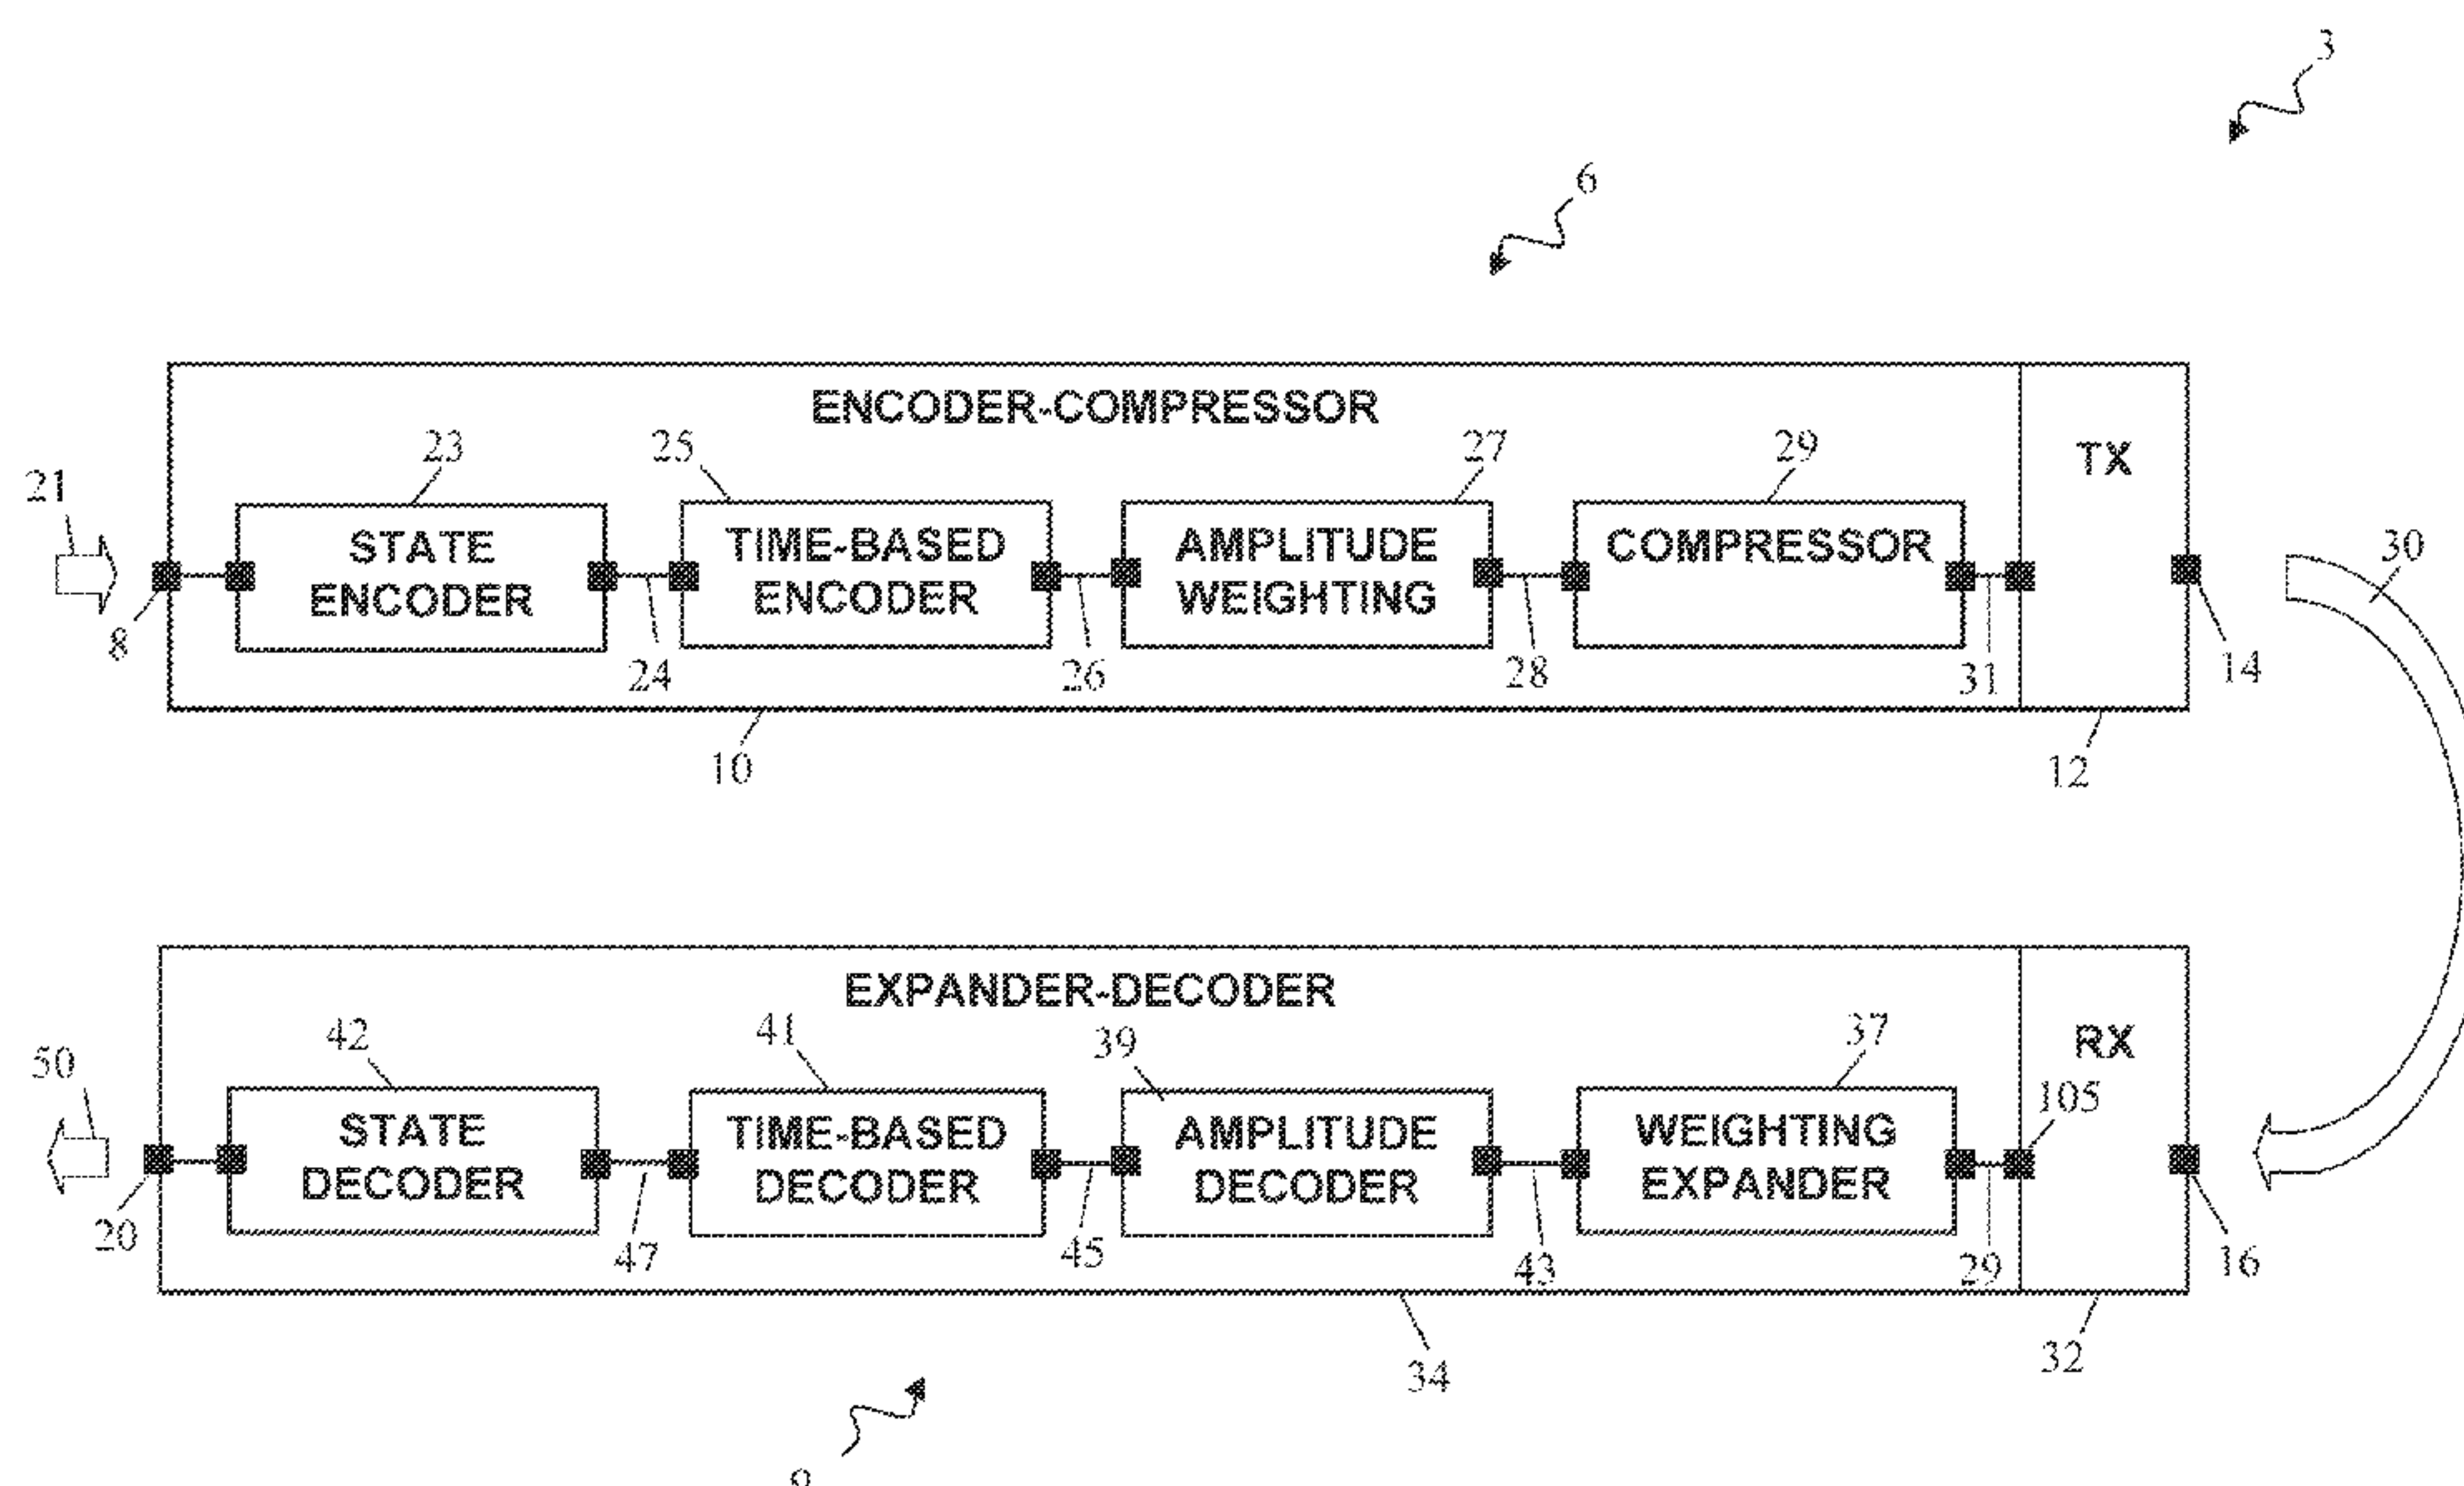 3
6
ENCODER-COMPRESSOR
23
25
27
29
TX
21
STATE
ENCODER
TIME-BASED
ENCODER
AMPLITUDE
WEIGHTING
COMPRESSOR
30
8
24
26
28
31
14
10
12
EXPANDER-DECODER
42
41
39
37
RX
50
105
STATE
DECODER
TIME-BASED
DECODER
AMPLITUDE
DECODER
WEIGHTING
EXPANDER
20
47
45
43
29
16
34
32